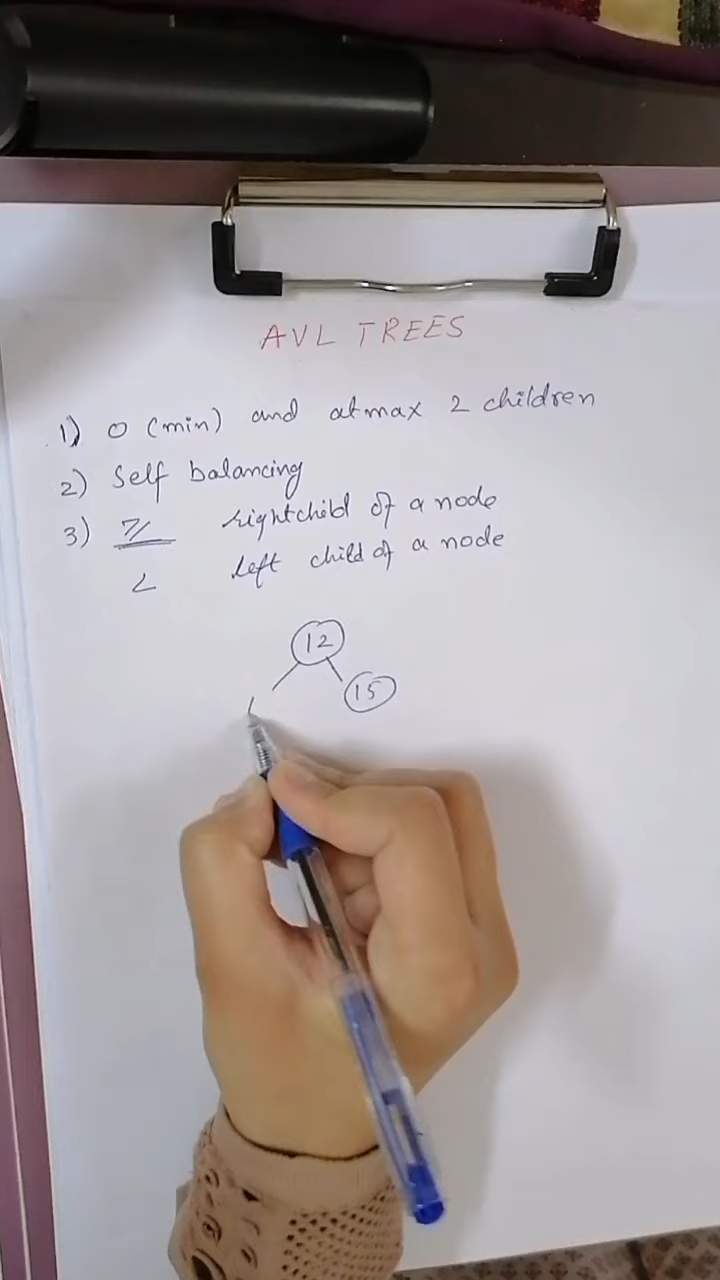 AVL TREES
1) 0 (min) and atmax 2 children
2) Self balancing
3) ≥ rightchild of a node
< left child of a node
12
15